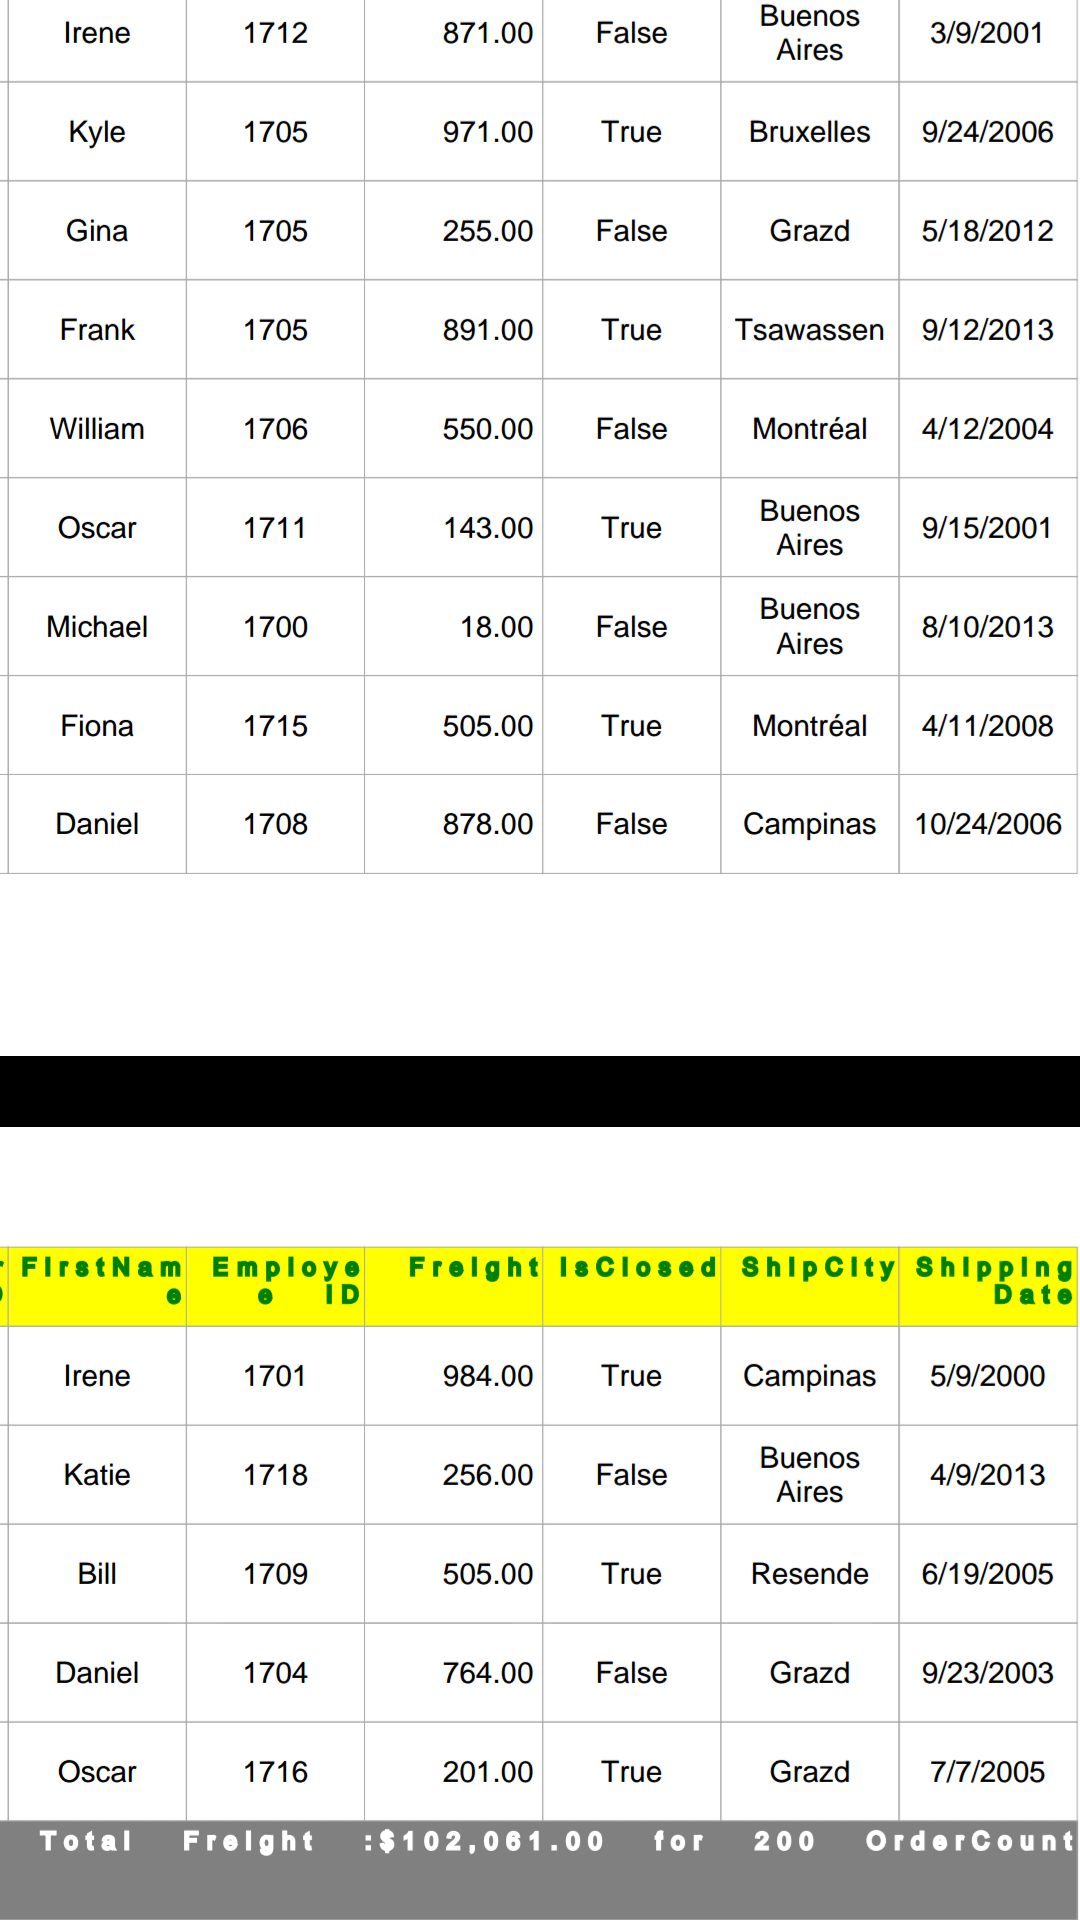 Irene 1712 871.00 False Buenos Aires 3/9/2001
Kyle 1705 971.00 True Bruxelles 9/24/2006
Gina 1705 255.00 False Grazd 5/18/2012
Frank 1705 891.00 True Tsawassen 9/12/2013
William 1706 550.00 False Montréal 4/12/2004
Oscar 1711 143.00 True Buenos Aires 9/15/2001
Michael 1700 18.00 False Buenos Aires 8/10/2013
Fiona 1715 505.00 True Montréal 4/11/2008
Daniel 1708 878.00 False Campinas 10/24/2006
FirstName Employee ID Freight IsClosed ShipCity Shipping Date
Irene 1701 984.00 True Campinas 5/9/2000
Katie 1718 256.00 False Buenos Aires 4/9/2013
Bill 1709 505.00 True Resende 6/19/2005
Daniel 1704 764.00 False Grazd 9/23/2003
Oscar 1716 201.00 True Grazd 7/7/2005
Total Freight :$102,061.00 for 200 OrderCount